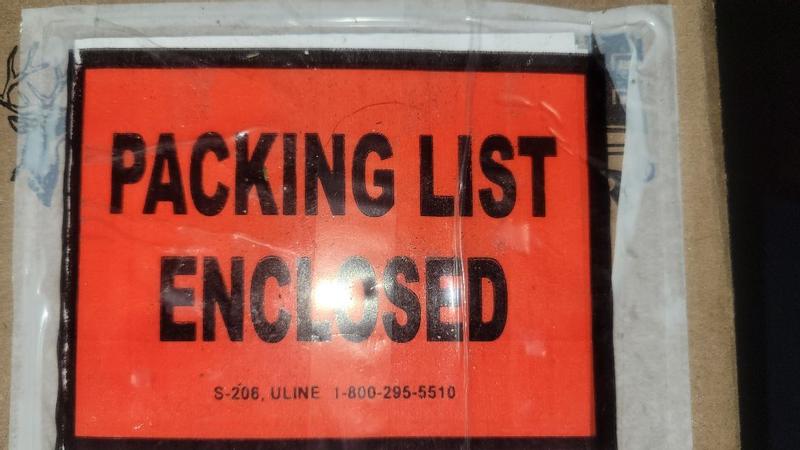 PACKING LIST
ENCLOSED
S-206, ULINE 1-800-295-5510